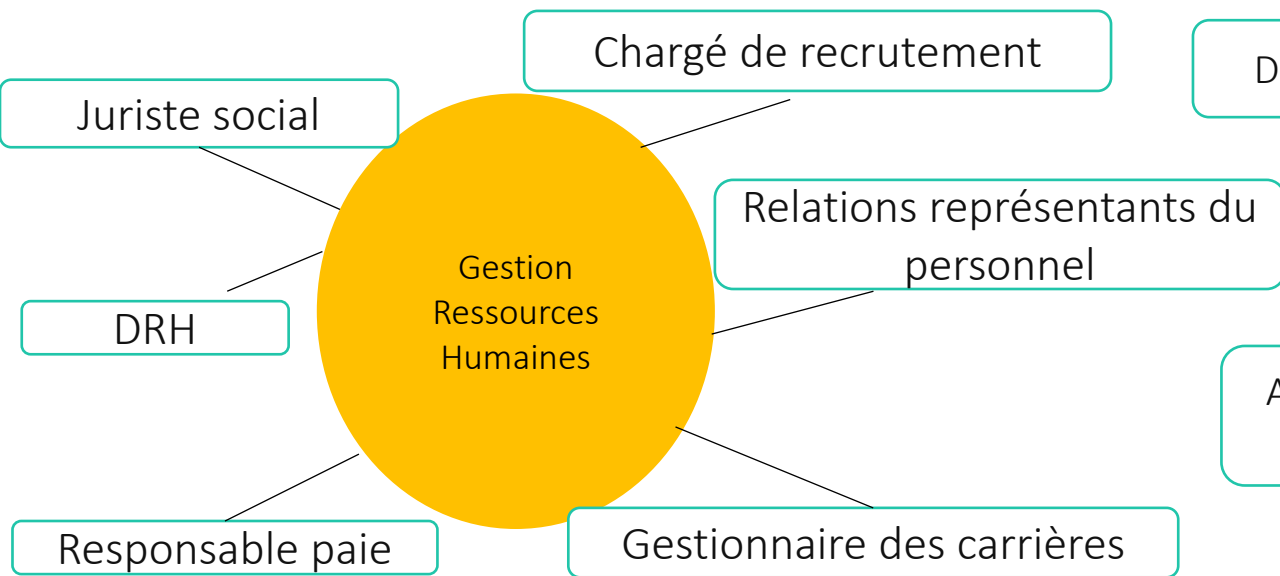 Chargé de recrutement
Juriste social
Relations représentants du
personnel
Gestion
Ressources
Humaines
DRH
Responsable paie
Gestionnaire des carrières